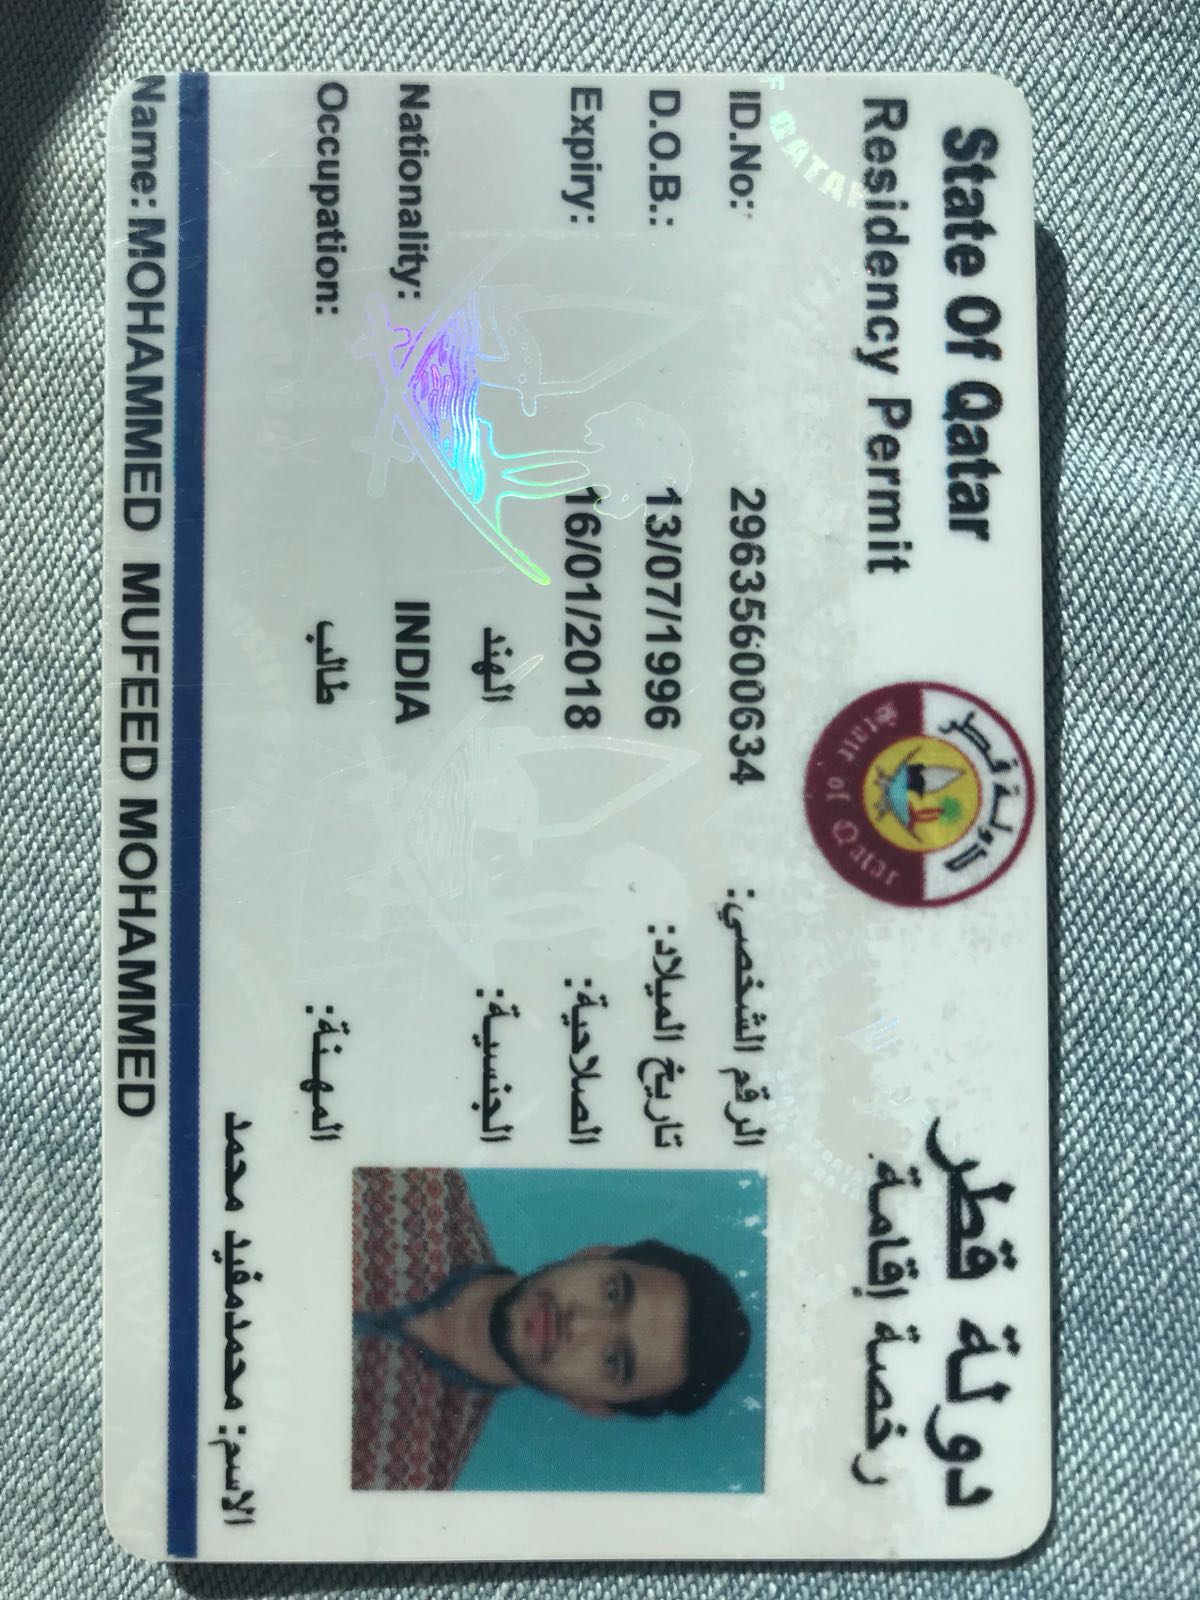 State Of Qatar
دولة قطر
Residency Permit
رخصة إقامة
دولة قطر
State of Qatar
ID.No: 29635600634 الرقم الشخصي:
D.O.B.: 13/07/1996 تاريخ الميلاد:
Expiry: 16/01/2018 الصلاحية:
الهند الجنسية:
Nationality: INDIA
Occupation: طالب المهنة:
الاسم: محمدمفيد محمد
Name: MOHAMMED MUFEED MOHAMMED